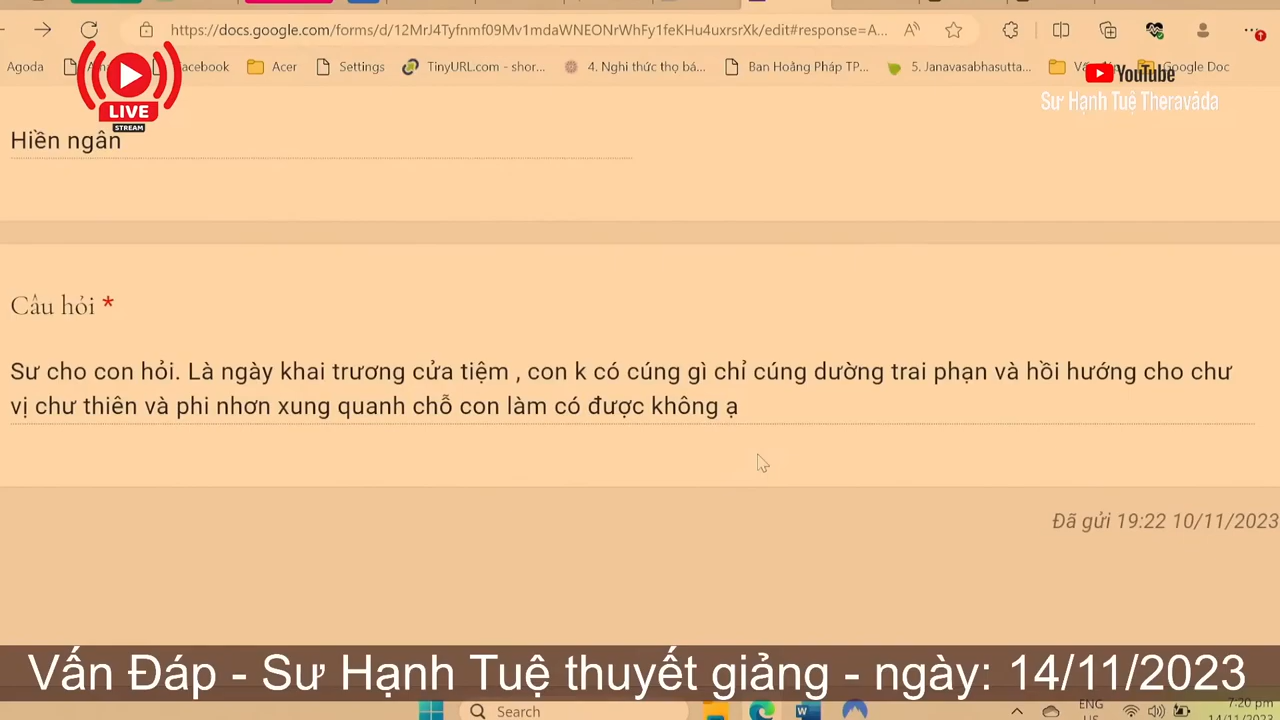 https://docs.google.com/forms/d/12MrJ4Tyfnmf09Mv1mdaWNEONrWhFy1feKHu4uxrsrXk/edit#response=A...
Agoda
acebook
Acer
Settings
TinyURL.com - shor...
4. Nghi thức thọ bá...
Ban Hoằng Pháp TP...
5. Janavasabhasutta...
Google Doc
LIVE
STREAM
YouTube
Sư Hạnh Tuệ Theravāda
Hiền ngân
Câu hỏi *
Sư cho con hỏi. Là ngày khai trương cửa tiệm , con k có cúng gì chỉ cúng dường trai phạn và hồi hướng cho chư
vị chư thiên và phi nhơn xung quanh chỗ con làm có được không ạ
Đã gửi 19:22 10/11/2023
Vấn Đáp - Sư Hạnh Tuệ thuyết giảng - ngày: 14/11/2023
Search
ENG
7:20 pm
14/11/2023